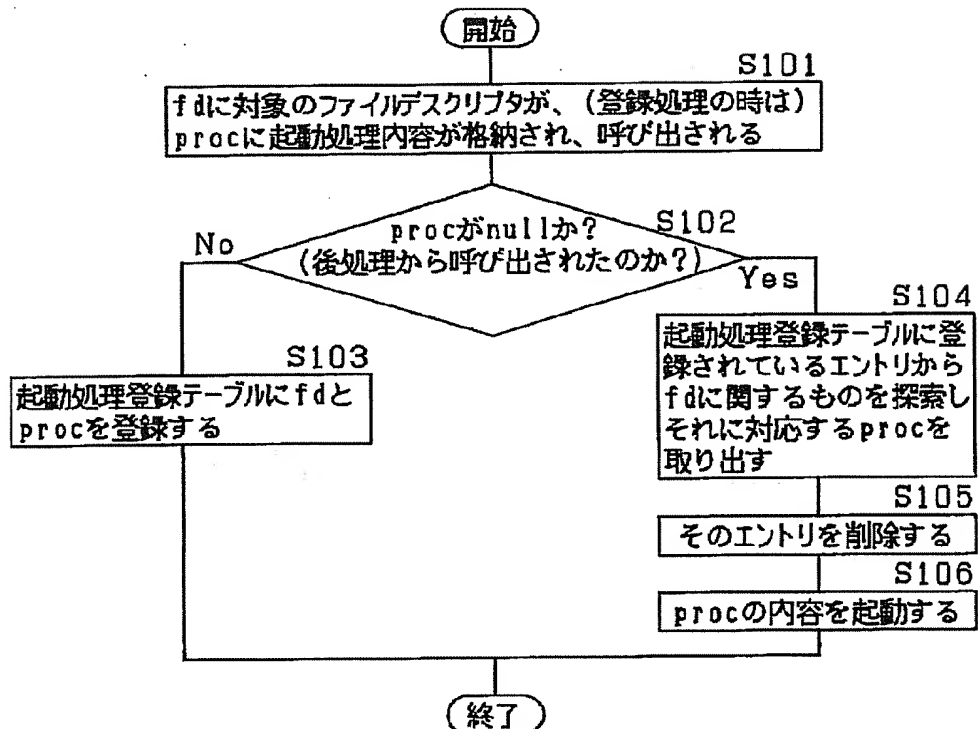 開始
S101
fdに対象のファイルデスクリプタが、(登録処理の時は)
procに起動処理内容が格納され、呼び出される
S102
procがnullか?
(後処理から呼び出されたのか?)
No
Yes
S103
起動処理登録テーブルにfdと
procを登録する
S104
起動処理登録テーブルに登
録されているエントリから
fdに関するものを探索し
それに対応するprocを
取り出す
S105
そのエントリを削除する
S106
procの内容を起動する
終了